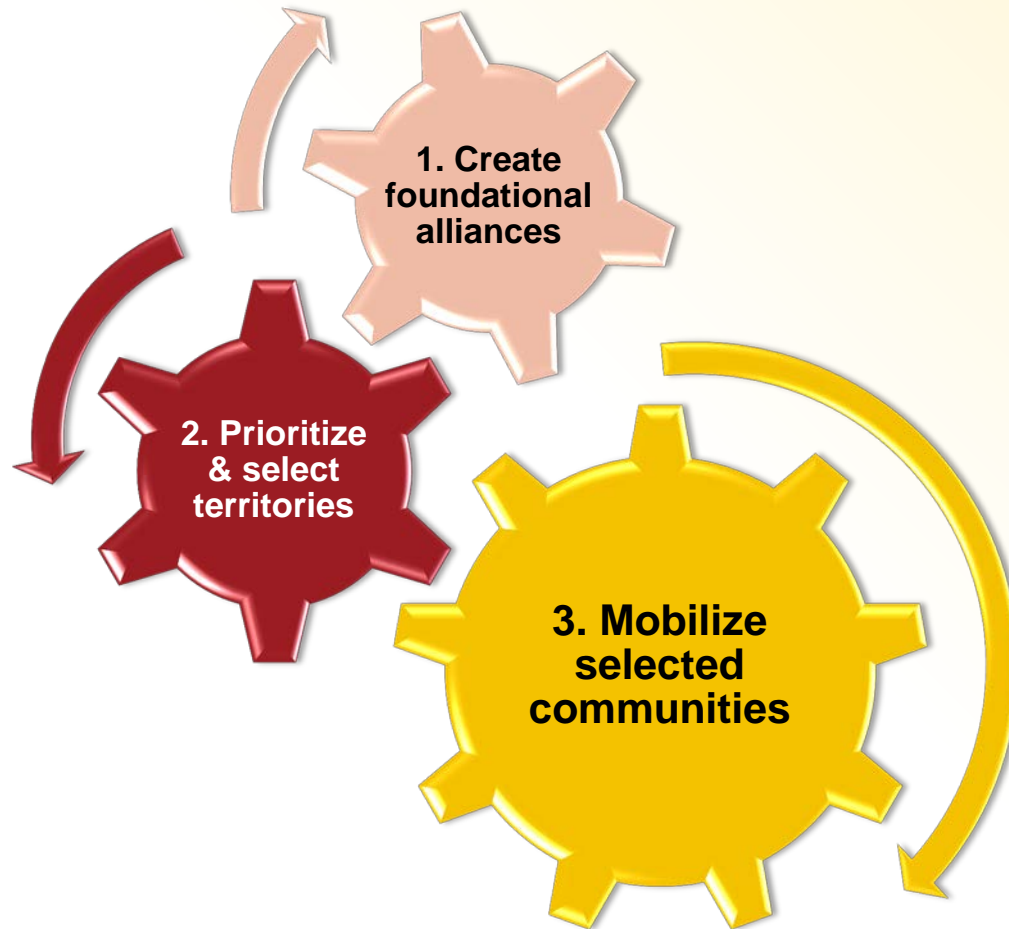 1. Create
foundational
alliances
2. Prioritize
& select
territories
3. Mobilize
selected
communities